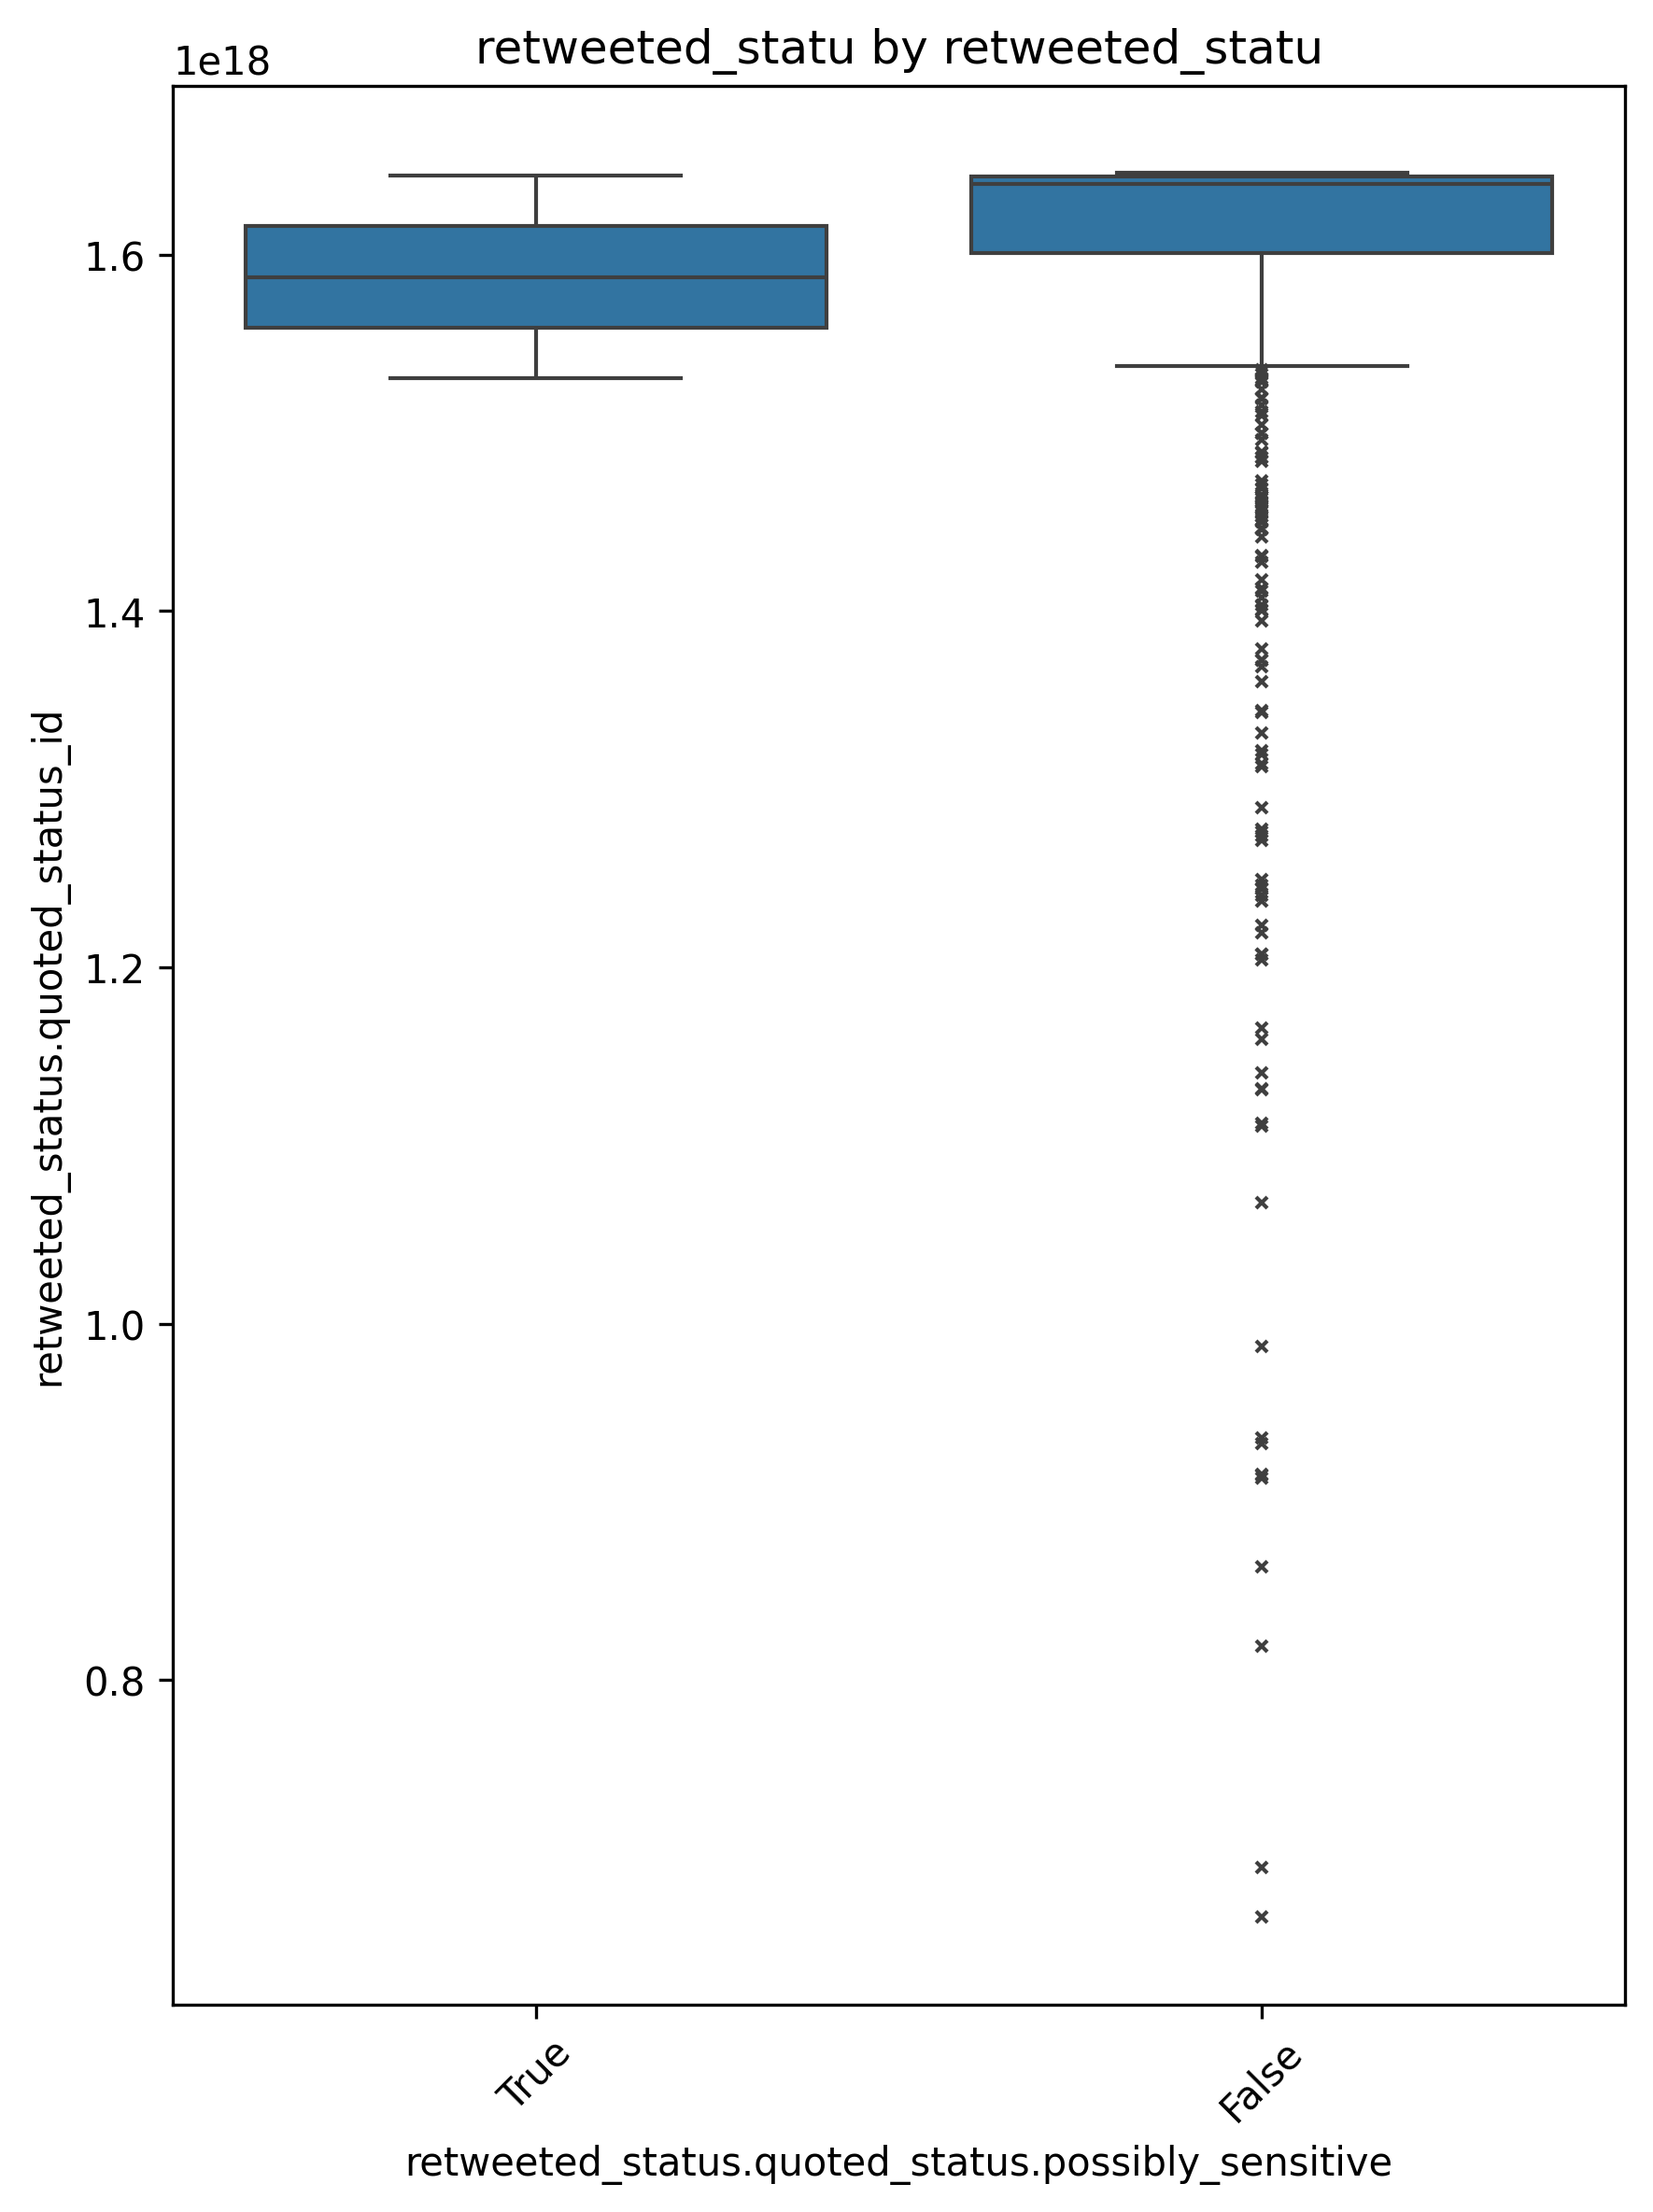 retweeted_statu by retweeted_statu
1e18
1.6
1.4
1.2
1.0
0.8
retweeted_status.quoted_status_id
True
False
retweeted_status.quoted_status.possibly_sensitive